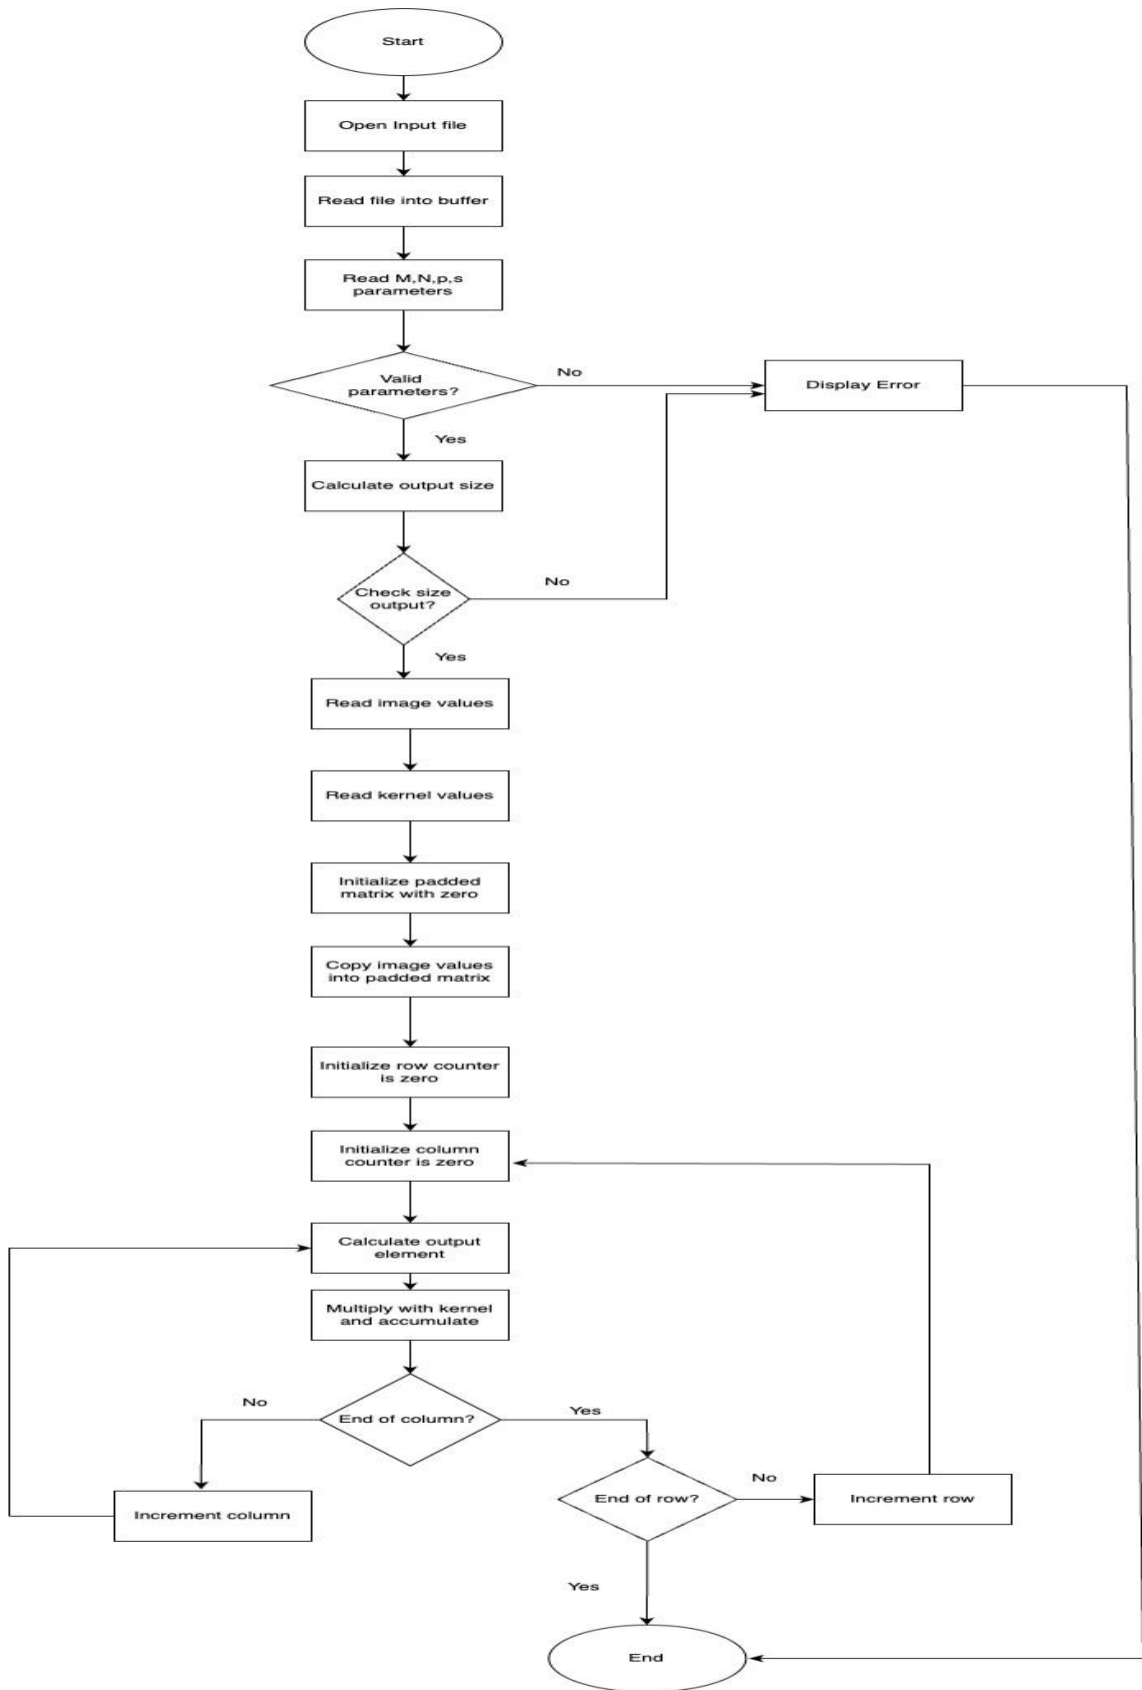 Start
Open Input file
Read file into buffer
Read M,N,p,s
parameters
Valid
parameters?
No
Display Error
Yes
Calculate output size
Check size
output?
No
Yes
Read image values
Read kernel values
Initialize padded
matrix with zero
Copy image values
into padded matrix
Initialize row counter
is zero
Initialize column
counter is zero
Calculate output
element
Multiply with kernel
and accumulate
End of column?
No
Yes
Increment column
End of row?
No
Increment row
Yes
End